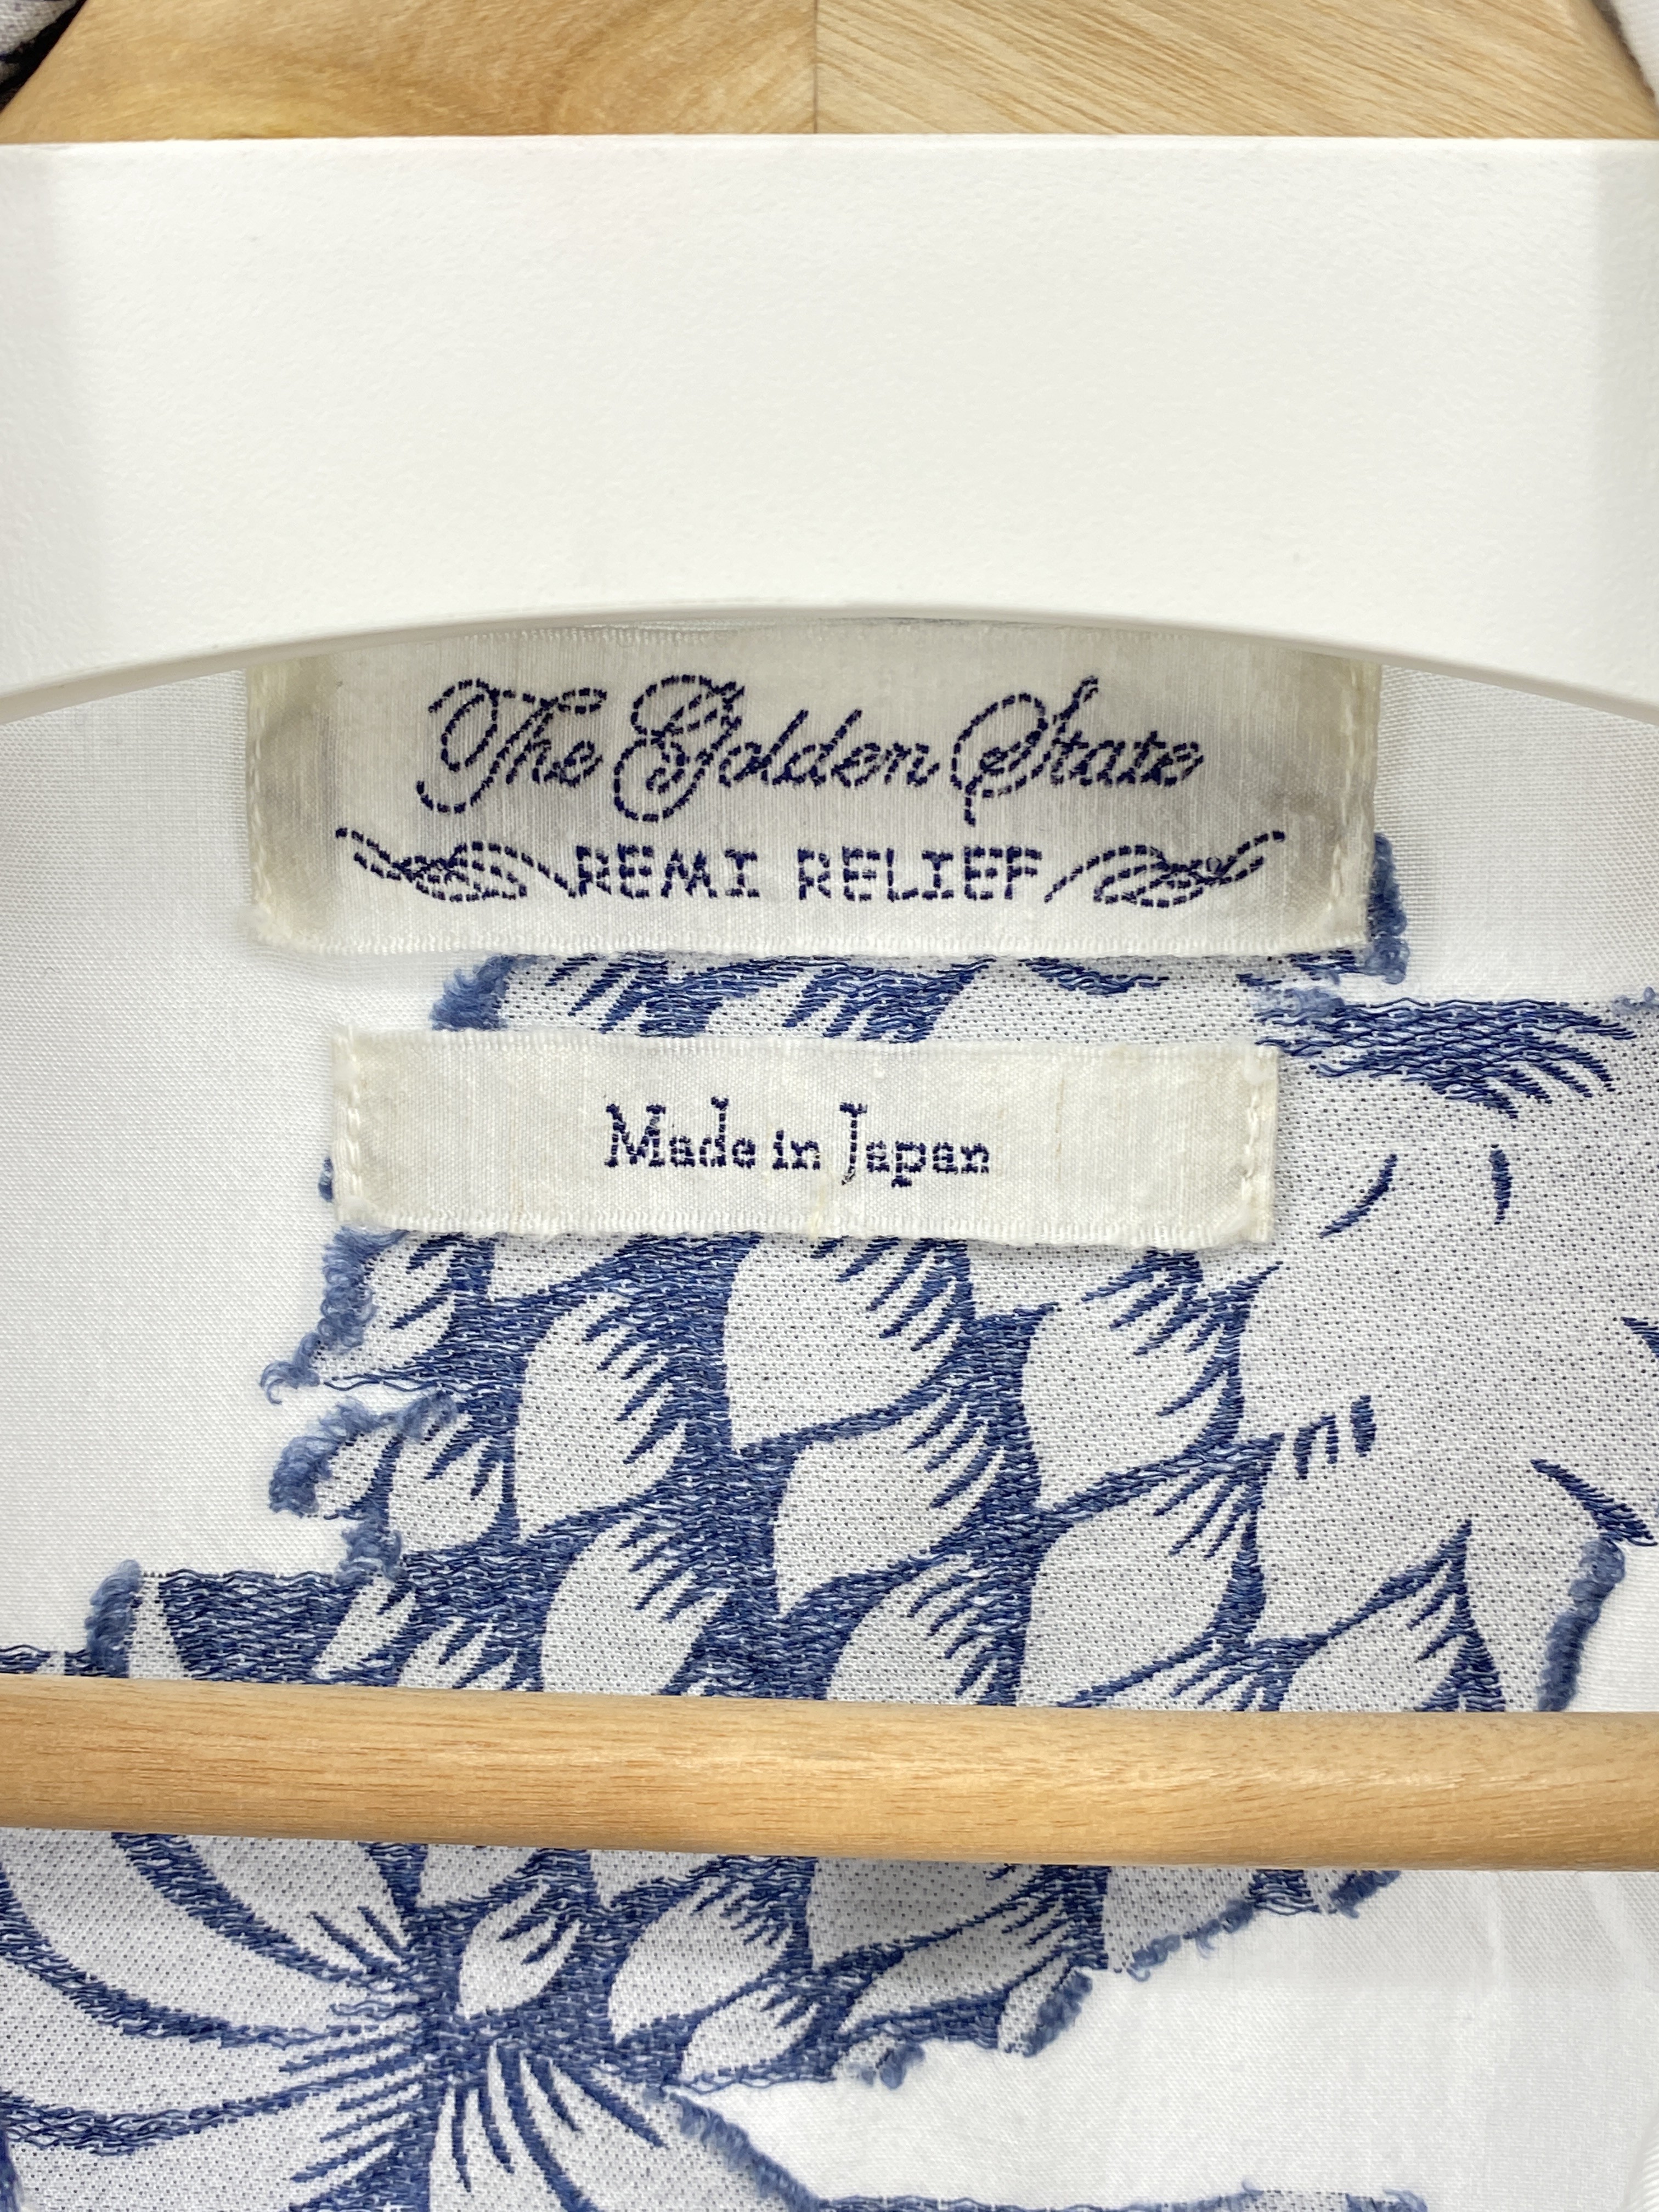 The Golden State
REMI RELIEF
Made in Japan